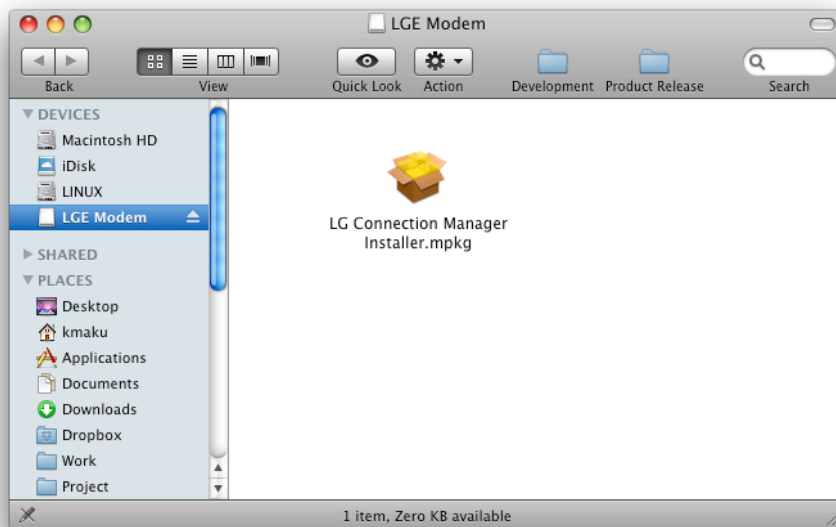 LGE Modem
Back
View
Quick Look
Action
Development
Product Release
Search
DEVICES
Macintosh HD
iDisk
LINUX
LGE Modem
SHARED
PLACES
Desktop
kmaku
Applications
Documents
Downloads
Dropbox
Work
Project
LG Connection Manager
Installer.mpkg
1 item, Zero KB available